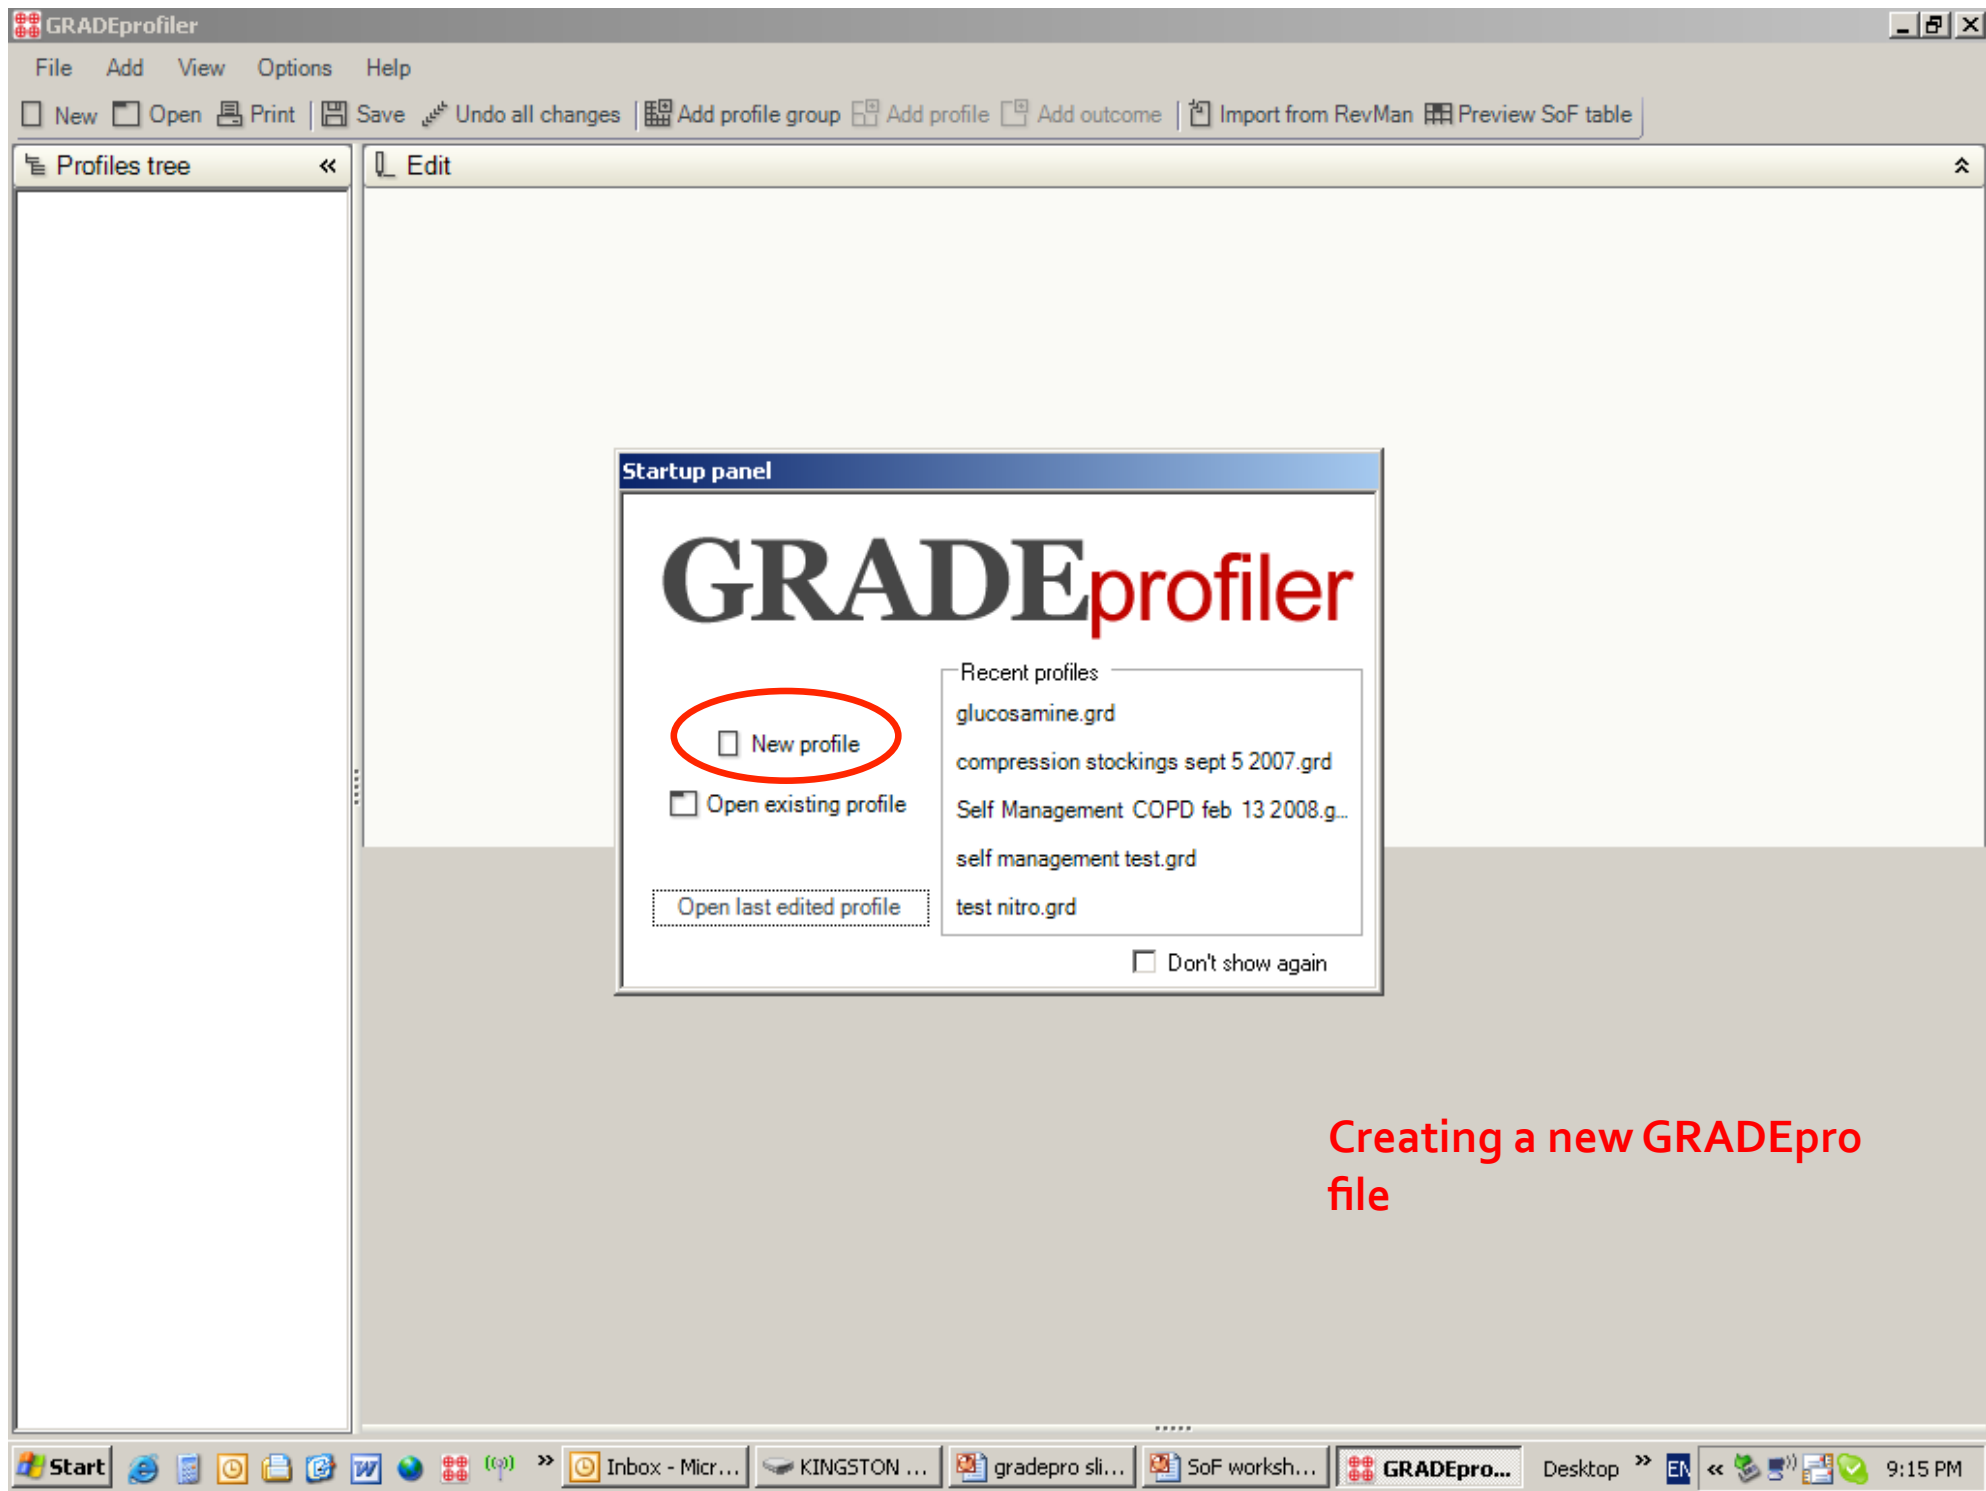 GRADEprofiler
File Add View Options Help
New Open Print Save Undo all changes Add profile group Add profile Add outcome Import from RevMan Preview SoF table
Profiles tree «
Edit
Startup panel
GRADEprofiler
Recent profiles
glucosamine.grd
New profile
compression stockings sept 5 2007.grd
Open existing profile
Self Management COPD feb 13 2008.g...
self management test.grd
Open last edited profile
test nitro.grd
Don't show again
Creating a new GRADEpro
file
Start » Inbox - Micr... KINGSTON ... gradepro sli... SoF worksh... GRADEpro... Desktop » EN « 9:15 PM